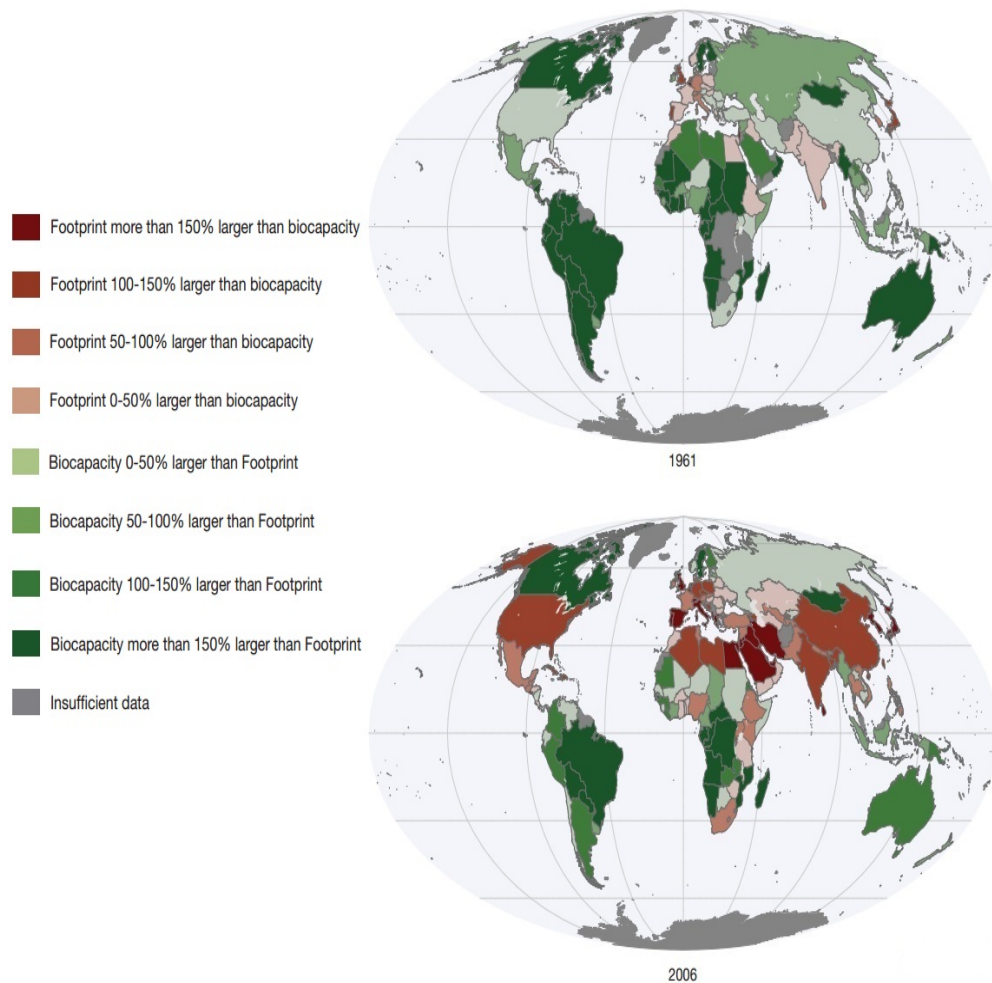 Footprint more than 150% larger than biocapacity
Footprint 100-150% larger than biocapacity
Footprint 50-100% larger than biocapacity
Footprint 0-50% larger than biocapacity
Biocapacity 0-50% larger than Footprint
Biocapacity 50-100% larger than Footprint
Biocapacity 100-150% larger than Footprint
Biocapacity more than 150% larger than Footprint
Insufficient data
1961
2006